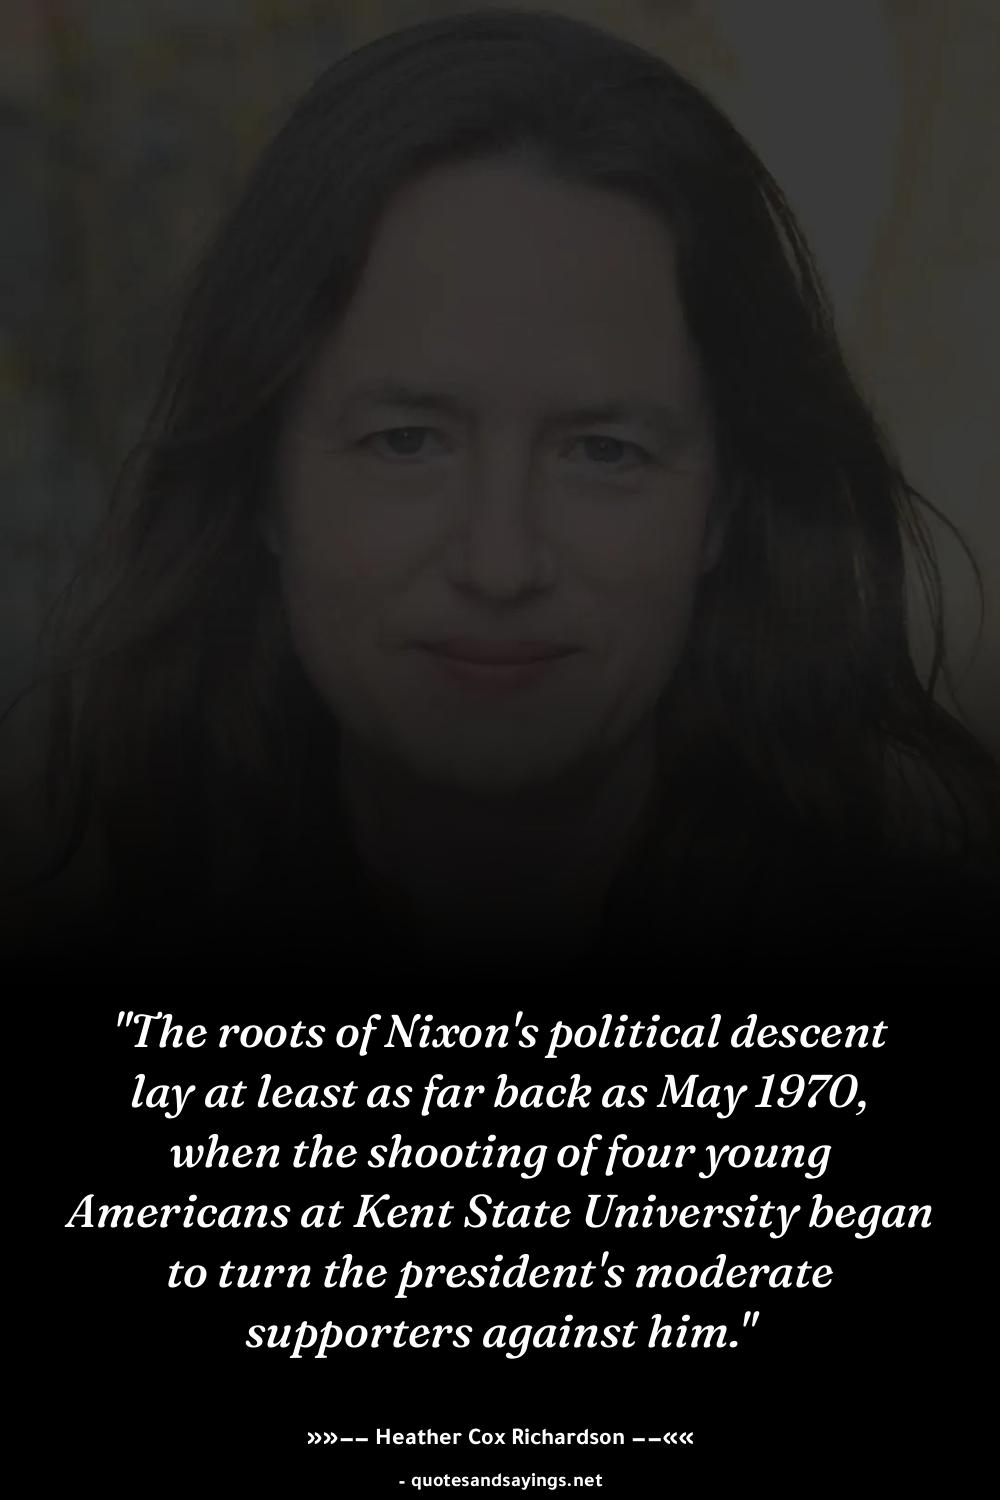 "The roots of Nixon's political descent
lay at least as far back as May 1970,
when the shooting of four young
Americans at Kent State University began
to turn the president's moderate
supporters against him."
»»–– Heather Cox Richardson ––««
- quotesandsayings.net